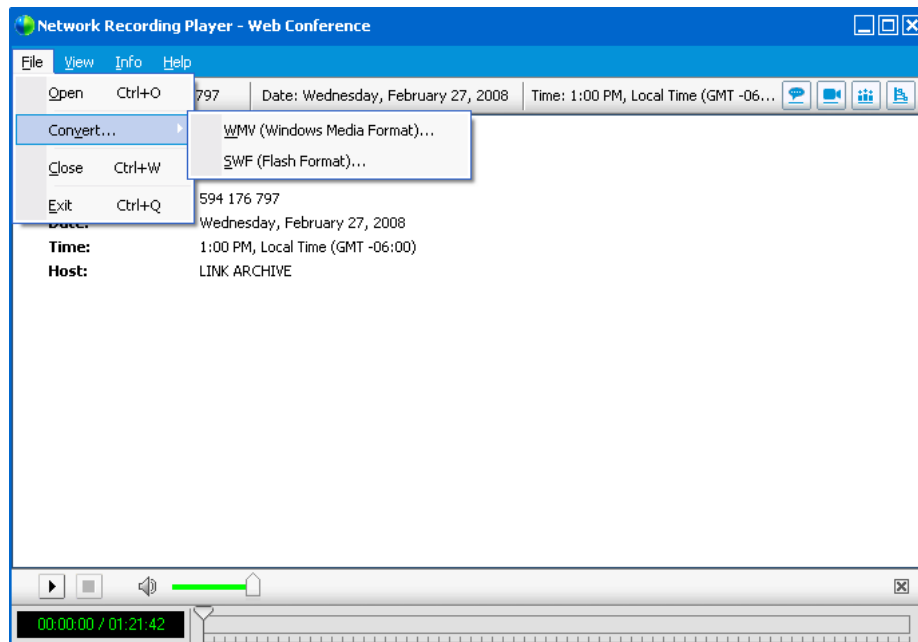 Network Recording Player - Web Conference
File View Info Help
797 Date: Wednesday, February 27, 2008 Time: 1:00 PM, Local Time (GMT -06...
Open Ctrl+O
Convert...
WMV (Windows Media Format)...
SWF (Flash Format)...
Close Ctrl+W
Exit Ctrl+Q
594 176 797
Date: Wednesday, February 27, 2008
Time: 1:00 PM, Local Time (GMT -06:00)
Host: LINK ARCHIVE
00:00:00 / 01:21:42